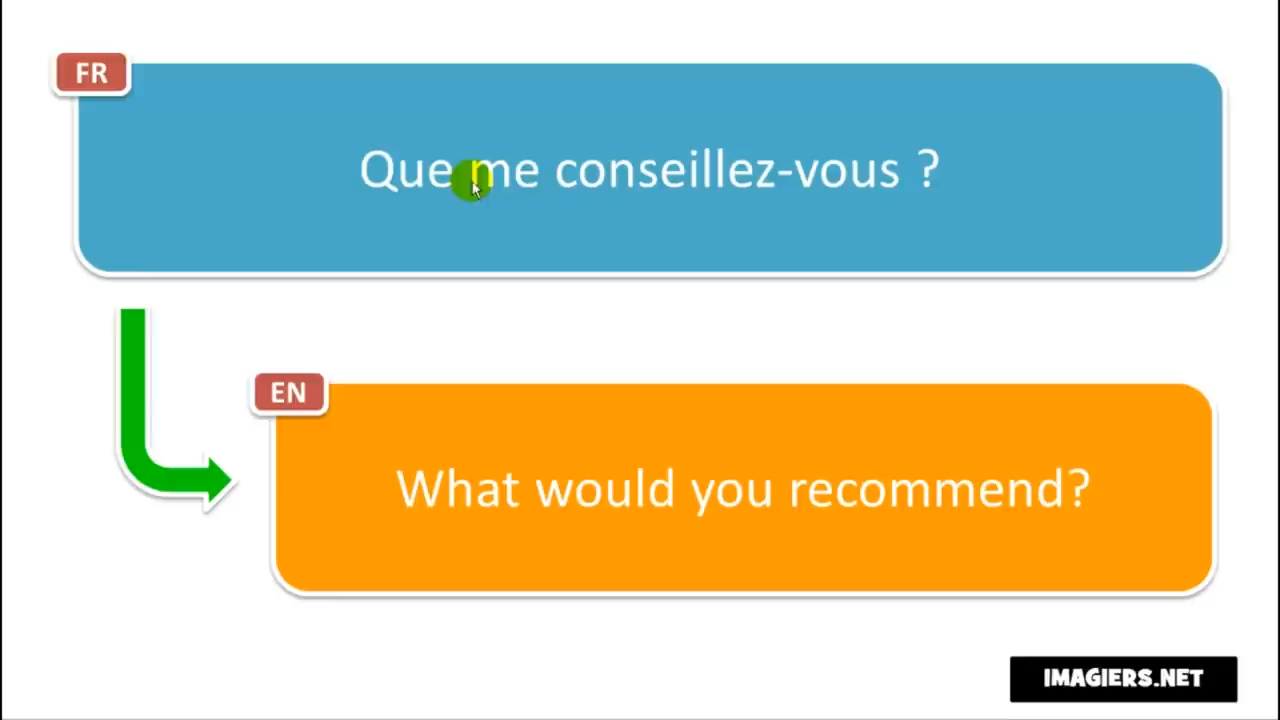 FR
Que me conseillez-vous ?
EN
What would you recommend?
IMAGIERS.NET